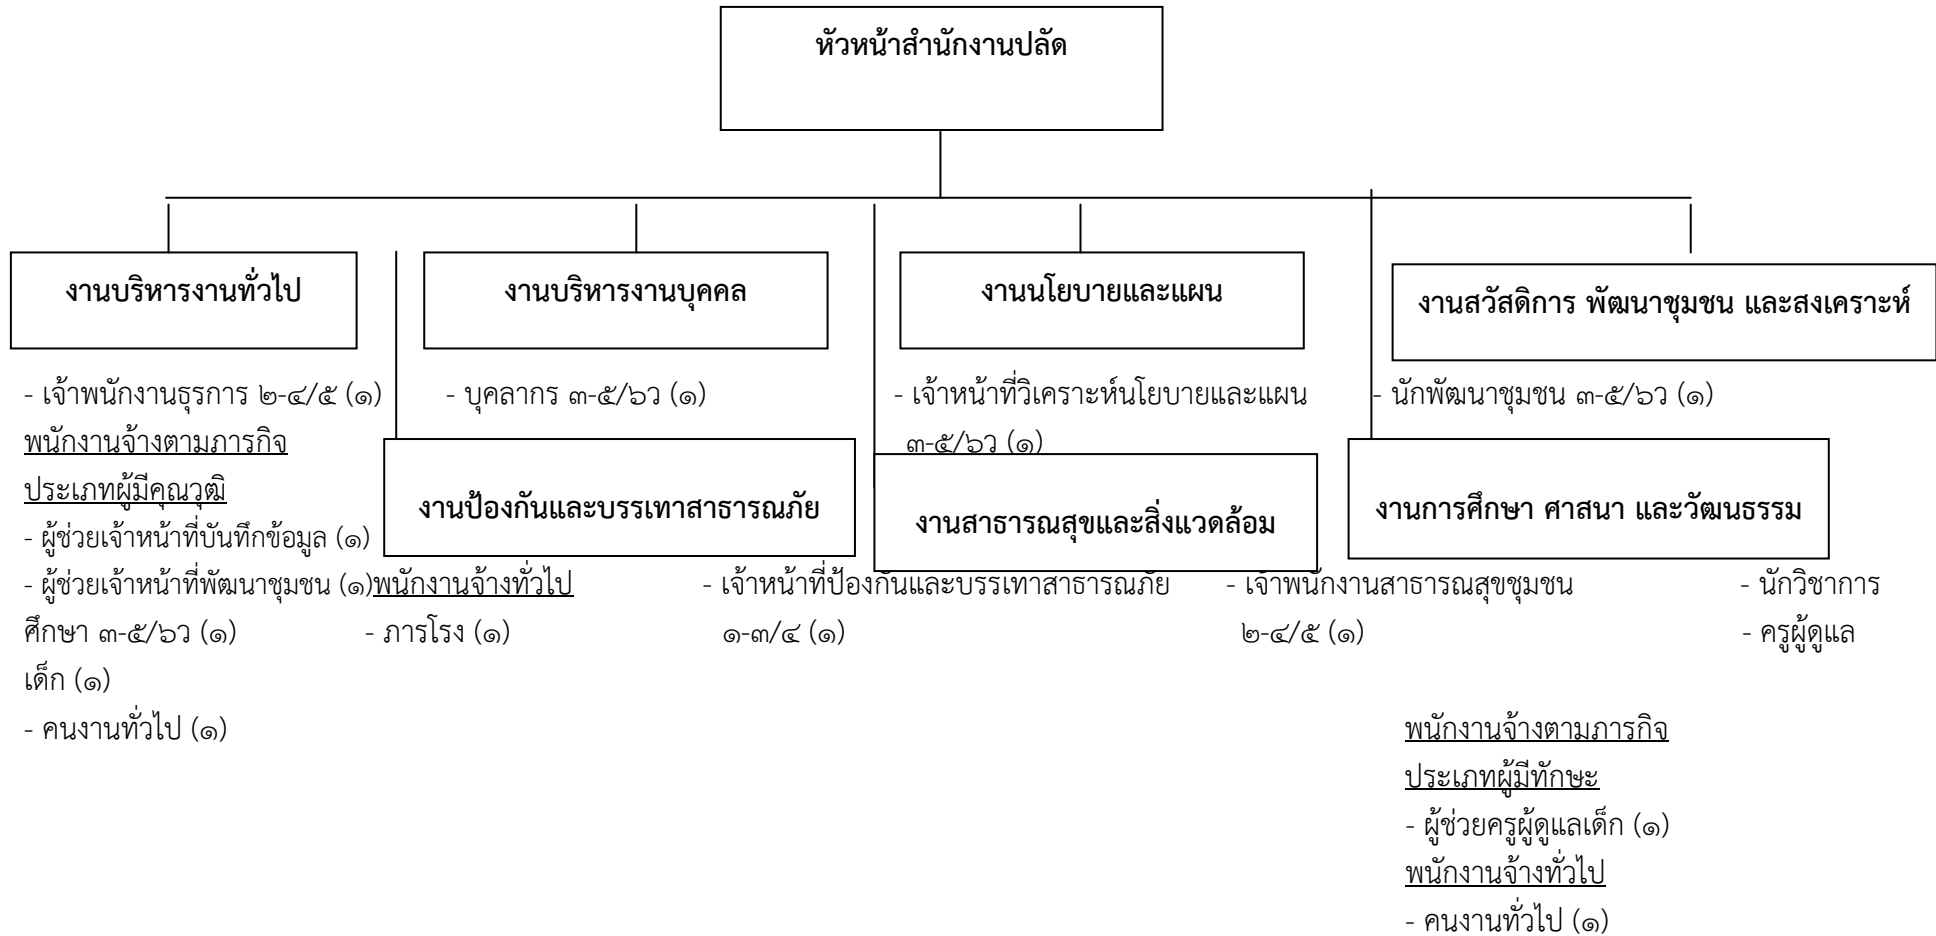 หัวหน้าสำนักงานปลัด
งานบริหารงานทั่วไป
งานบริหารงานบุคคล
งานนโยบายและแผน
งานสวัสดิการ พัฒนาชุมชน และสงเคราะห์
- เจ้าพนักงานธุรการ ๒-๔/๕ (๑) - บุคลากร ๓-๕/๖ว (๑) - เจ้าหน้าที่วิเคราะห์นโยบายและแผน - นักพัฒนาชุมชน ๓-๕/๖ว (๑)
พนักงานจ้างตามภารกิจ ๓-๕/๖ว (๑)
ประเภทผู้มีคุณวุฒิ
งานป้องกันและบรรเทาสาธารณภัย
งานสาธารณสุขและสิ่งแวดล้อม
งานการศึกษา ศาสนา และวัฒนธรรม
- ผู้ช่วยเจ้าหน้าที่บันทึกข้อมูล (๑)
- ผู้ช่วยเจ้าหน้าที่พัฒนาชุมชน (๑)พนักงานจ้างทั่วไป - เจ้าหน้าที่ป้องกันและบรรเทาสาธารณภัย - เจ้าพนักงานสาธารณสุขชุมชน - นักวิชาการ
ศึกษา ๓-๕/๖ว (๑) - ภารโรง (๑) ๑-๓/๔ (๑) ๒-๔/๕ (๑) - ครูผู้ดูแล
เด็ก (๑)
- คนงานทั่วไป (๑) พนักงานจ้างตามภารกิจ
ประเภทผู้มีทักษะ
- ผู้ช่วยครูผู้ดูแลเด็ก (๑)
พนักงานจ้างทั่วไป
- คนงานทั่วไป (๑)